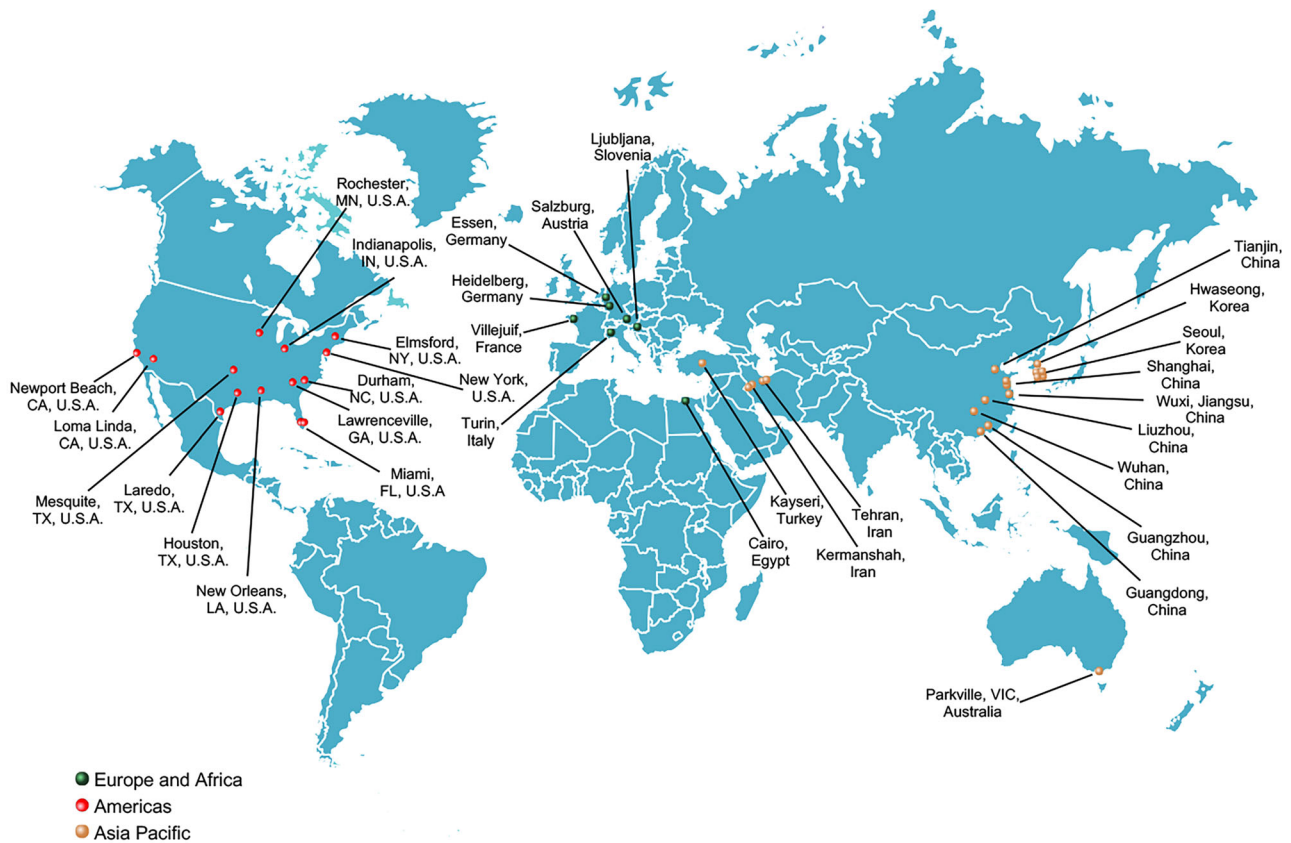 Ljubljana,
Slovenia
Rochester,
MN, U.S.A.
Salzburg,
Austria
Essen,
Germany
Indianapolis,
IN, U.S.A.
Tianjin,
China
Heidelberg,
Germany
Hwaseong,
Korea
Villejuif,
France
Elmsford,
NY, U.S.A.
Seoul,
Korea
Shanghai,
China
Newport Beach,
CA, U.S.A.
Durham,
NC, U.S.A.
New York,
U.S.A.
Wuxi, Jiangsu,
China
Loma Linda,
CA, U.S.A.
Lawrenceville,
GA, U.S.A.
Turin,
Italy
Liuzhou,
China
Miami,
FL, U.S.A
Wuhan,
China
Mesquite,
TX, U.S.A.
Laredo,
TX, U.S.A.
Kayseri,
Turkey
Tehran,
Iran
Houston,
TX, U.S.A.
Cairo,
Egypt
Kermanshah,
Iran
Guangzhou,
China
New Orleans,
LA, U.S.A.
Guangdong,
China
Parkville, VIC,
Australia
Europe and Africa
Americas
Asia Pacific